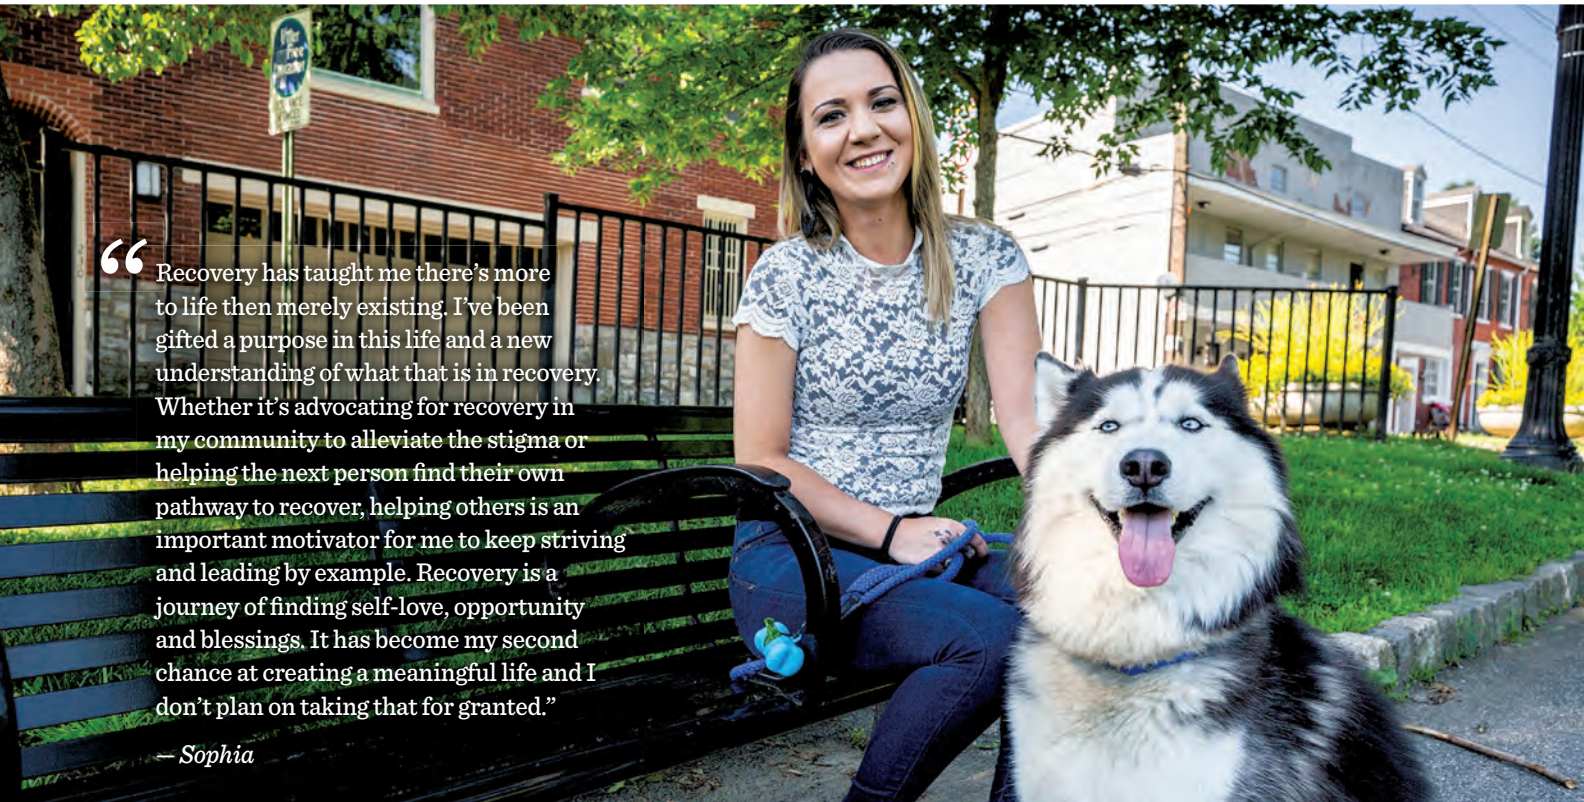 “ Recovery has taught me there’s more
to life then merely existing. I’ve been
gifted a purpose in this life and a new
understanding of what that is in recovery.
Whether it’s advocating for recovery in
my community to alleviate the stigma or
helping the next person find their own
pathway to recover, helping others is an
important motivator for me to keep striving
and leading by example. Recovery is a
journey of finding self-love, opportunity
and blessings. It has become my second
chance at creating a meaningful life and I
don’t plan on taking that for granted.”
— Sophia